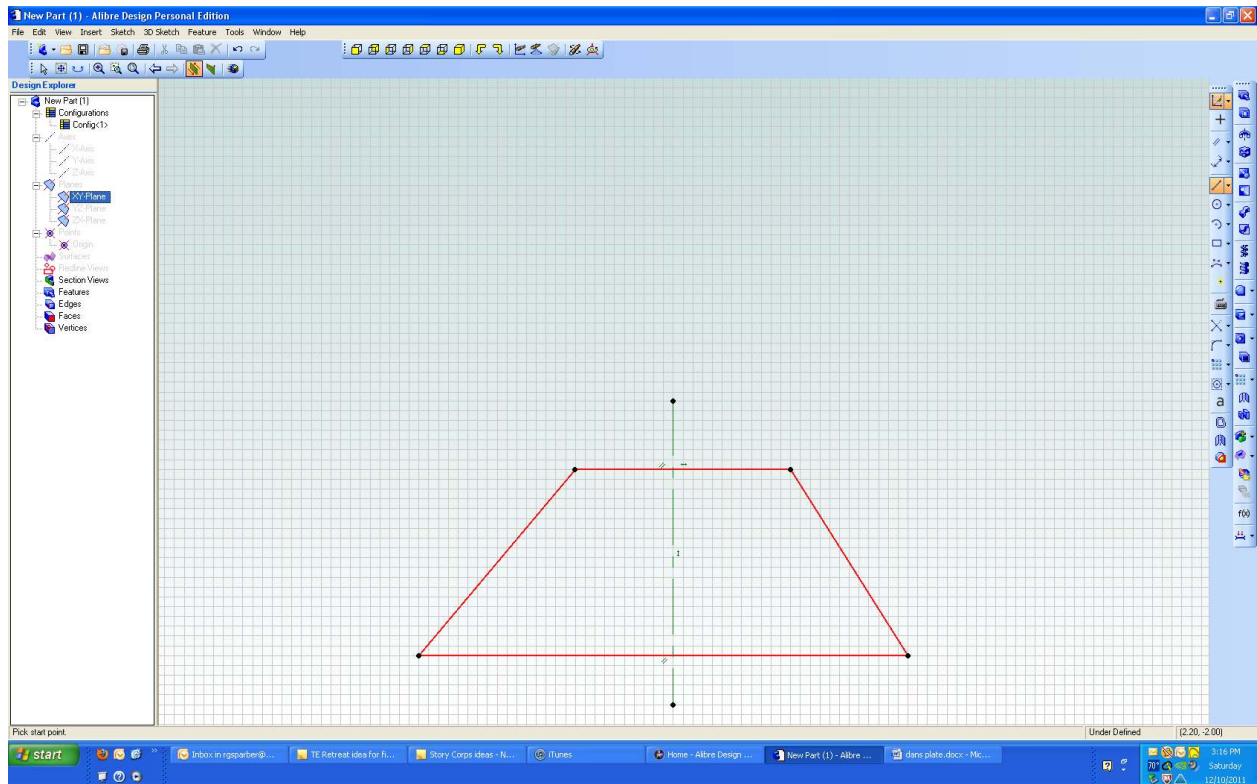 New Part (1) - Alibre Design Personal Edition
File Edit View Insert Sketch 3D Sketch Feature Tools Window Help
Design Explorer
New Part (1)
Configurations
Config<1>
Axes
X-Axis
Y-Axis
Z-Axis
Planes
XY-Plane
YZ-Plane
ZX-Plane
Points
Origin
Surfaces
Redline Views
Section Views
Features
Edges
Faces
Vertices
a
f(x)
Pick start point.
Under Defined (2.20, -2.00)
start
Inbox in rgsparber@...
TE Retreat idea for fi...
Story Corps ideas - N...
iTunes
Home - Alibre Design ...
New Part (1) - Alibre ...
dans plate.docx - Mic...
70°
3:16 PM
Saturday
12/10/2011